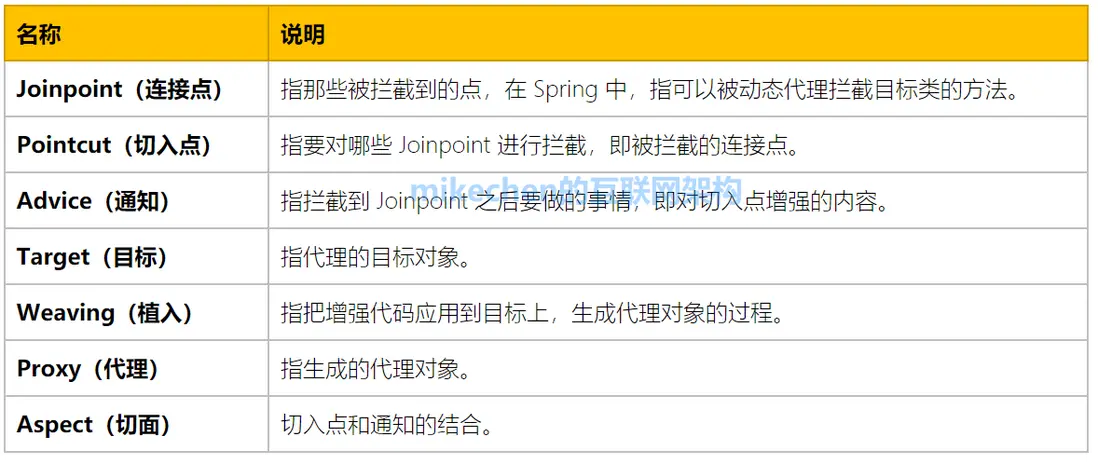 名称 说明
Joinpoint（连接点） 指那些被拦截到的点，在 Spring 中，指可以被动态代理拦截目标类的方法。
Pointcut（切入点） 指要对哪些 Joinpoint 进行拦截，即被拦截的连接点。
mikechen的互联网架构
Advice（通知） 指拦截到 Joinpoint 之后要做的事情，即对切入点增强的内容。
Target（目标） 指代理的目标对象。
Weaving（植入） 指把增强代码应用到目标上，生成代理对象的过程。
Proxy（代理） 指生成的代理对象。
Aspect（切面） 切入点和通知的结合。